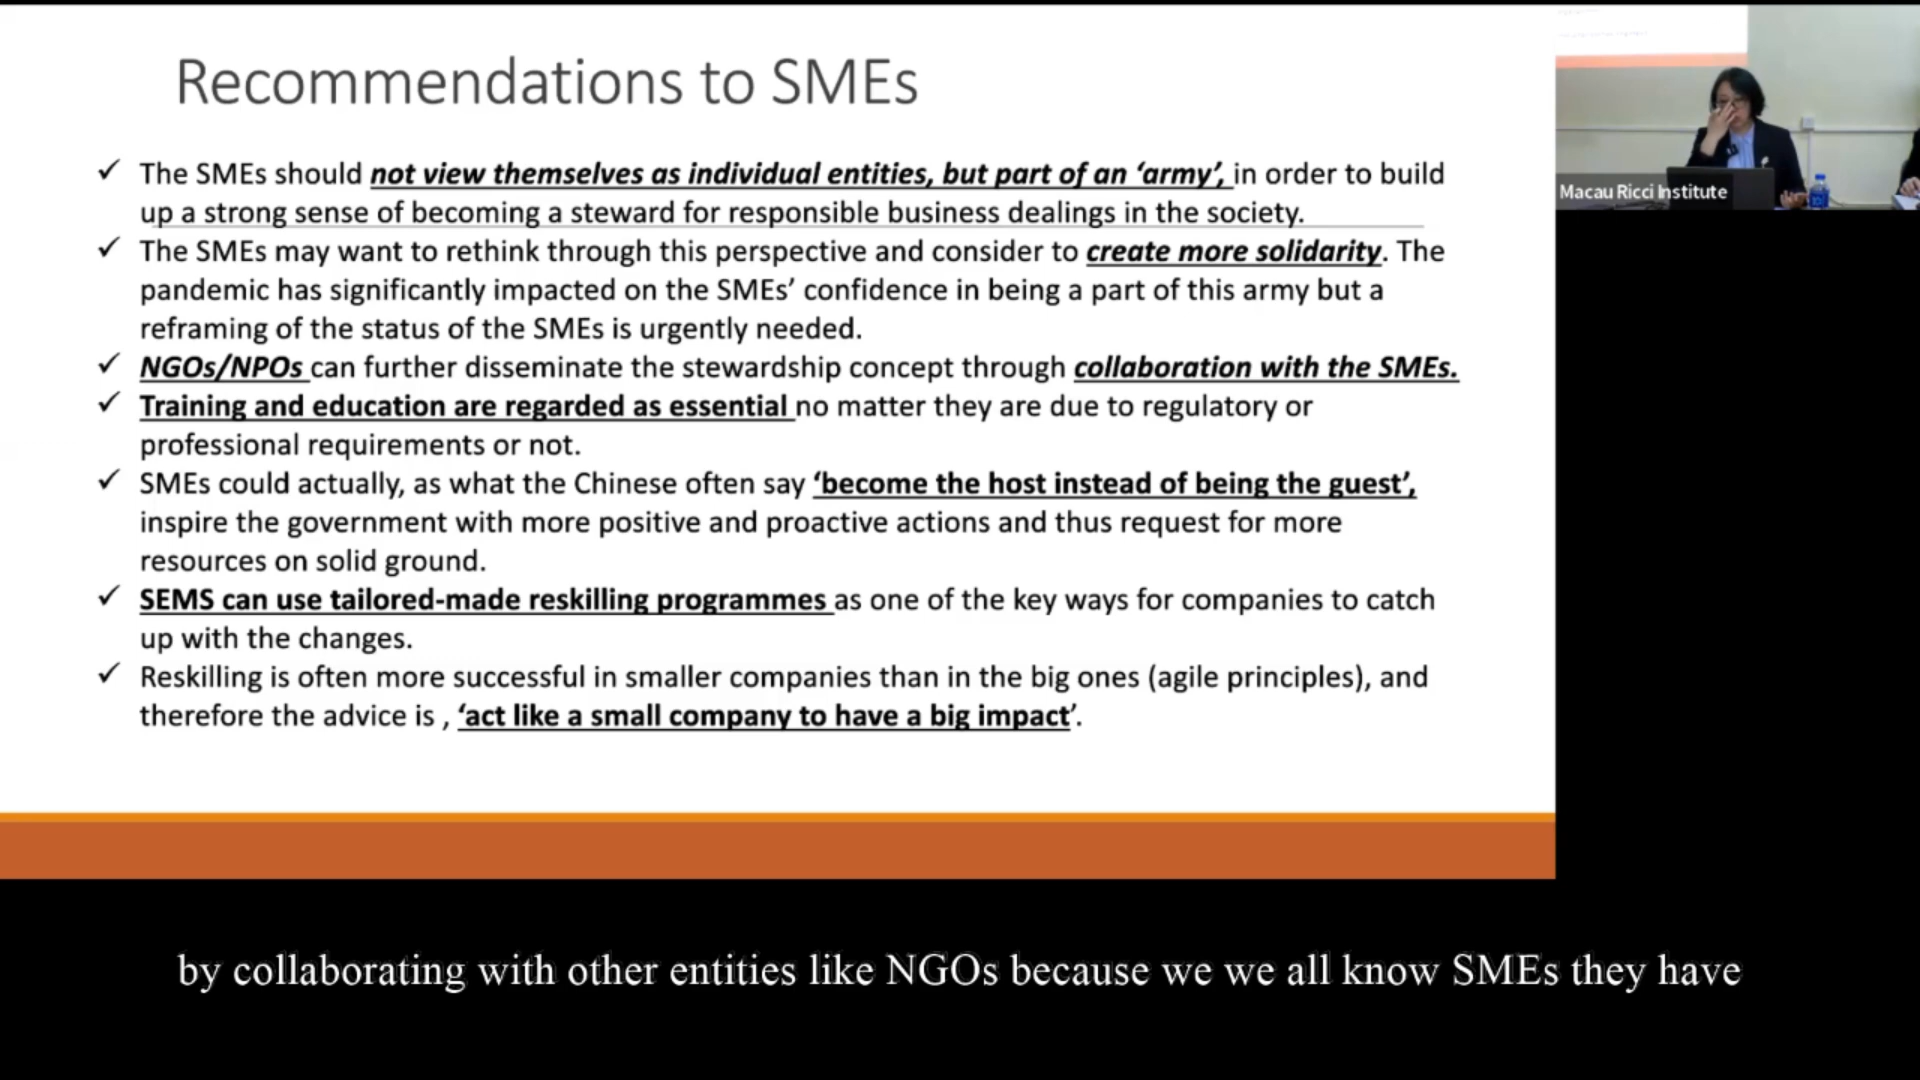 Recommendations to SMEs
✓ The SMEs should not view themselves as individual entities, but part of an ‘army’, in order to build
up a strong sense of becoming a steward for responsible business dealings in the society.
✓ The SMEs may want to rethink through this perspective and consider to create more solidarity. The
pandemic has significantly impacted on the SMEs’ confidence in being a part of this army but a
reframing of the status of the SMEs is urgently needed.
✓ NGOs/NPOs can further disseminate the stewardship concept through collaboration with the SMEs.
✓ Training and education are regarded as essential no matter they are due to regulatory or
professional requirements or not.
✓ SMEs could actually, as what the Chinese often say ‘become the host instead of being the guest’,
inspire the government with more positive and proactive actions and thus request for more
resources on solid ground.
✓ SEMS can use tailored-made reskilling programmes as one of the key ways for companies to catch
up with the changes.
✓ Reskilling is often more successful in smaller companies than in the big ones (agile principles), and
therefore the advice is , ‘act like a small company to have a big impact’.
Macau Ricci Institute
by collaborating with other entities like NGOs because we we all know SMEs they have